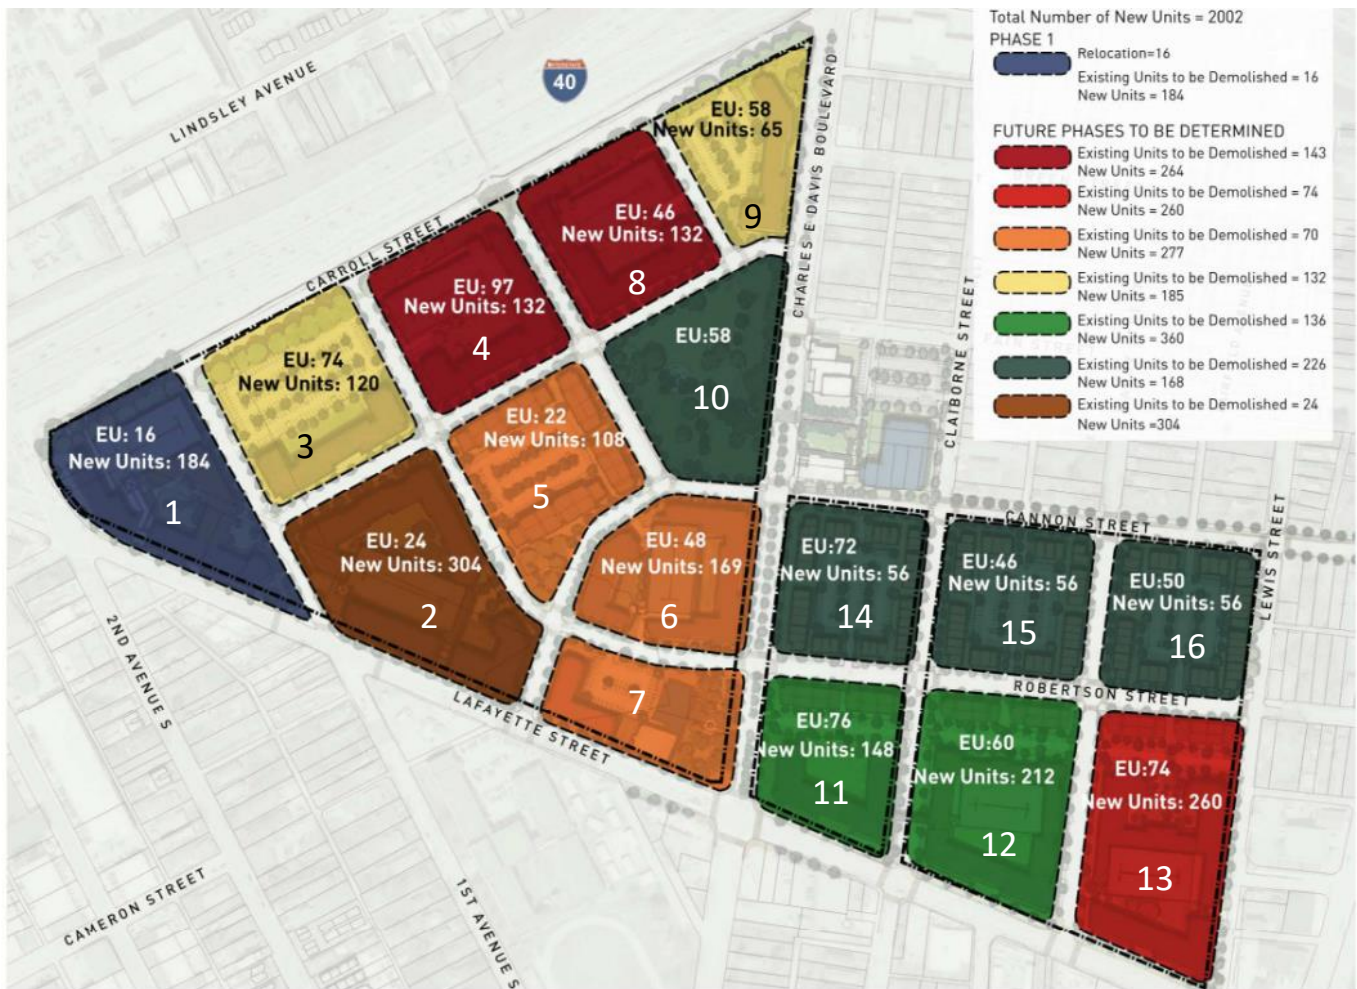 Total Number of New Units = 2002
PHASE 1
Relocation=16
Existing Units to be Demolished = 16
New Units = 184
FUTURE PHASES TO BE DETERMINED
Existing Units to be Demolished = 143
New Units = 264
Existing Units to be Demolished = 74
New Units = 260
Existing Units to be Demolished = 70
New Units = 277
Existing Units to be Demolished = 132
New Units = 185
Existing Units to be Demolished = 136
New Units = 360
Existing Units to be Demolished = 226
New Units = 168
Existing Units to be Demolished = 24
New Units =304
LINDSLEY AVENUE
40
CHARLES E DAVIS BOULEVARD
EU: 58
New Units: 65
9
EU: 46
New Units: 132
8
CARROLL STREET
EU: 97
New Units: 132
4
EU:58
10
EU: 74
New Units: 120
3
CLAIBORNE STREET
EU: 22
New Units: 108
5
EU: 16
New Units: 184
1
EU: 24
New Units: 304
2
EU: 48
New Units: 169
6
CANNON STREET
LEWIS STREET
EU:72
New Units: 56
14
EU:46
New Units: 56
15
EU:50
New Units: 56
16
2ND AVENUE S
LAFAYETTE STREET
7
ROBERTSON STREET
EU:76
New Units: 148
11
EU:60
New Units: 212
12
EU:74
New Units: 260
13
CAMERON STREET
1ST AVENUE S